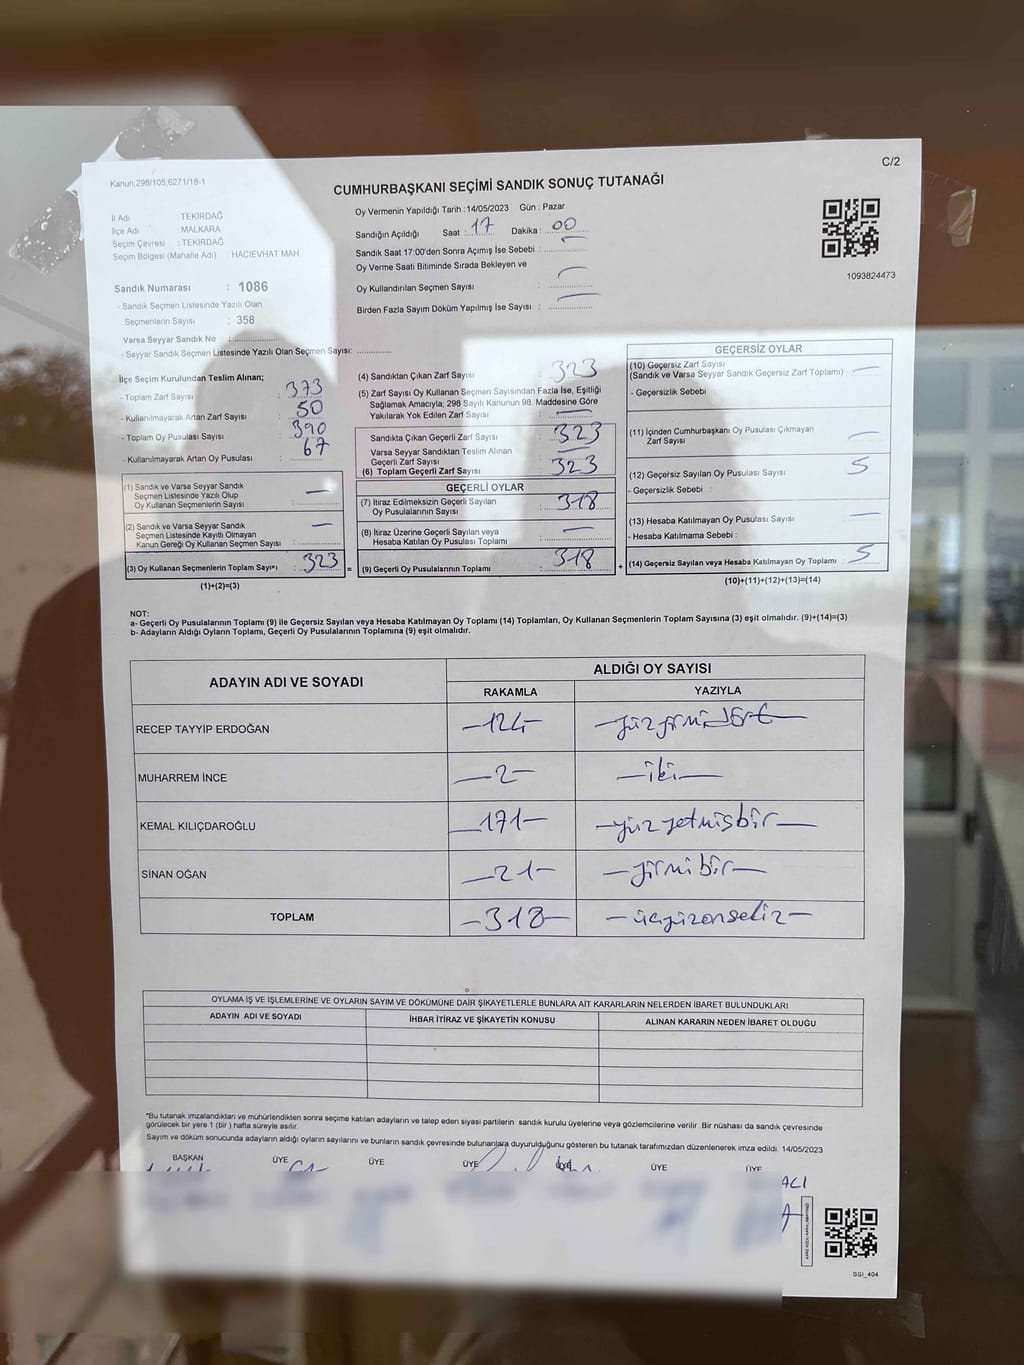 C/2
Kanun,298/105,6271/18-1
CUMHURBAŞKANI SEÇİMİ SANDIK SONUÇ TUTANAĞI
İl Adı : TEKİRDAĞ
İlçe Adı : MALKARA
Seçim Çevresi : TEKİRDAĞ
Seçim Bölgesi (Mahalle Adı) : HACIEVHAT MAH.
Oy Vermenin Yapıldığı Tarih :14/05/2023 Gün : Pazar
Sandığın Açıldığı Saat : 17 Dakika : 00
Sandık Saat 17:00'den Sonra Açımış İse Sebebi :
Oy Verme Saati Bitiminde Sırada Bekleyen ve
Oy Kullandırılan Seçmen Sayısı :
Birden Fazla Sayım Döküm Yapılmış İse Sayısı :
1093824473
Sandık Numarası : 1086
- Sandık Seçmen Listesinde Yazılı Olan
Seçmenlerin Sayısı : 358
Varsa Seyyar Sandık No :
- Seyyar Sandık Seçmen Listesinde Yazılı Olan Seçmen Sayısı:
İlçe Seçim Kurulundan Teslim Alınan;
- Toplam Zarf Sayısı : 373
- Kullanılmayarak Artan Zarf Sayısı : 50
- Toplam Oy Pusulası Sayısı : 390
- Kullanılmayarak Artan Oy Pusulası : 67
(1) Sandık ve Varsa Seyyar Sandık
Seçmen Listesinde Yazılı Olup
Oy Kullanan Seçmenlerin Sayısı : —
(2) Sandık ve Varsa Seyyar Sandık
Seçmen Listesinde Kayıtlı Olmayan
Kanun Gereği Oy Kullanan Seçmen Sayısı : —
(3) Oy Kullanan Seçmenlerin Toplam Sayısı : 323
(1)+(2)=(3)
(4) Sandıktan Çıkan Zarf Sayısı : 323
(5) Zarf Sayısı Oy Kullanan Seçmen Sayısından Fazla İse, Eşitliği
Sağlamak Amacıyla; 298 Sayılı Kanunun 98. Maddesine Göre
Yakılarak Yok Edilen Zarf Sayısı : —
Sandıkta Çıkan Geçerli Zarf Sayısı : 323
Varsa Seyyar Sandıktan Teslim Alınan
Geçerli Zarf Sayısı : —
(6) Toplam Geçerli Zarf Sayısı : 323
GEÇERLİ OYLAR
(7) İtiraz Edilmeksizin Geçerli Sayılan
Oy Pusulalarının Sayısı : 318
(8) İtiraz Üzerine Geçerli Sayılan veya
Hesaba Katılan Oy Pusulası Toplamı : —
(9) Geçerli Oy Pusulalarının Toplamı : 318
GEÇERSİZ OYLAR
(10) Geçersiz Zarf Sayısı : —
(Sandık ve Varsa Seyyar Sandık Geçersiz Zarf Toplamı)
- Geçersizlik Sebebi :
(11) İçinden Cumhurbaşkanı Oy Pusulası Çıkmayan : —
Zarf Sayısı
(12) Geçersiz Sayılan Oy Pusulası Sayısı : 5
- Geçersizlik Sebebi :
(13) Hesaba Katılmayan Oy Pusulası Sayısı : —
- Hesaba Katılmama Sebebi :
(14) Geçersiz Sayılan veya Hesaba Katılmayan Oy Toplamı : 5
(10)+(11)+(12)+(13)=(14)
NOT:
a- Geçerli Oy Pusulalarının Toplamı (9) ile Geçersiz Sayılan veya Hesaba Katılmayan Oy Toplamı (14) Toplamları, Oy Kullanan Seçmenlerin Toplam Sayısına (3) eşit olmalıdır. (9)+(14)=(3)
b- Adayların Aldığı Oyların Toplamı, Geçerli Oy Pusulalarının Toplamına (9) eşit olmalıdır.
ADAYIN ADI VE SOYADI ALDIĞI OY SAYISI
RAKAMLA YAZIYLA
RECEP TAYYİP ERDOĞAN —124— —yüzyirmidört—
MUHARREM İNCE —2— —iki—
KEMAL KILIÇDAROĞLU —171— —yüzyetmişbir—
SİNAN OĞAN —21— —yirmibir—
TOPLAM —318— —üçyüzonsekiz—
OYLAMA İŞ VE İŞLEMLERİNE VE OYLARIN SAYIM VE DÖKÜMÜNE DAİR ŞİKAYETLERLE BUNLARA AİT KARARLARIN NELERDEN İBARET BULUNDUKLARI
ADAYIN ADI VE SOYADI İHBAR İTİRAZ VE ŞİKAYETİN KONUSU ALINAN KARARIN NEDEN İBARET OLDUĞU
*Bu tutanak imzalandıktan ve mühürlendikten sonra seçime katılan adayların ve talep eden siyasi partilerin sandık kurulu üyelerine veya gözlemcilerine verilir. Bir nüshası da sandık çevresinde
görülecek bir yere 1 (bir ) hafta süreyle asılır.
Sayım ve döküm sonucunda adayların aldığı oyların sayılarını ve bunların sandık çevresinde bulunanlara duyurulduğunu gösteren bu tutanak tarafımızdan düzenlenerek imza edildi. 14/05/2023
BAŞKAN ÜYE ÜYE ÜYE ÜYE ÜYE ÜYE
ALCI
SSI_404